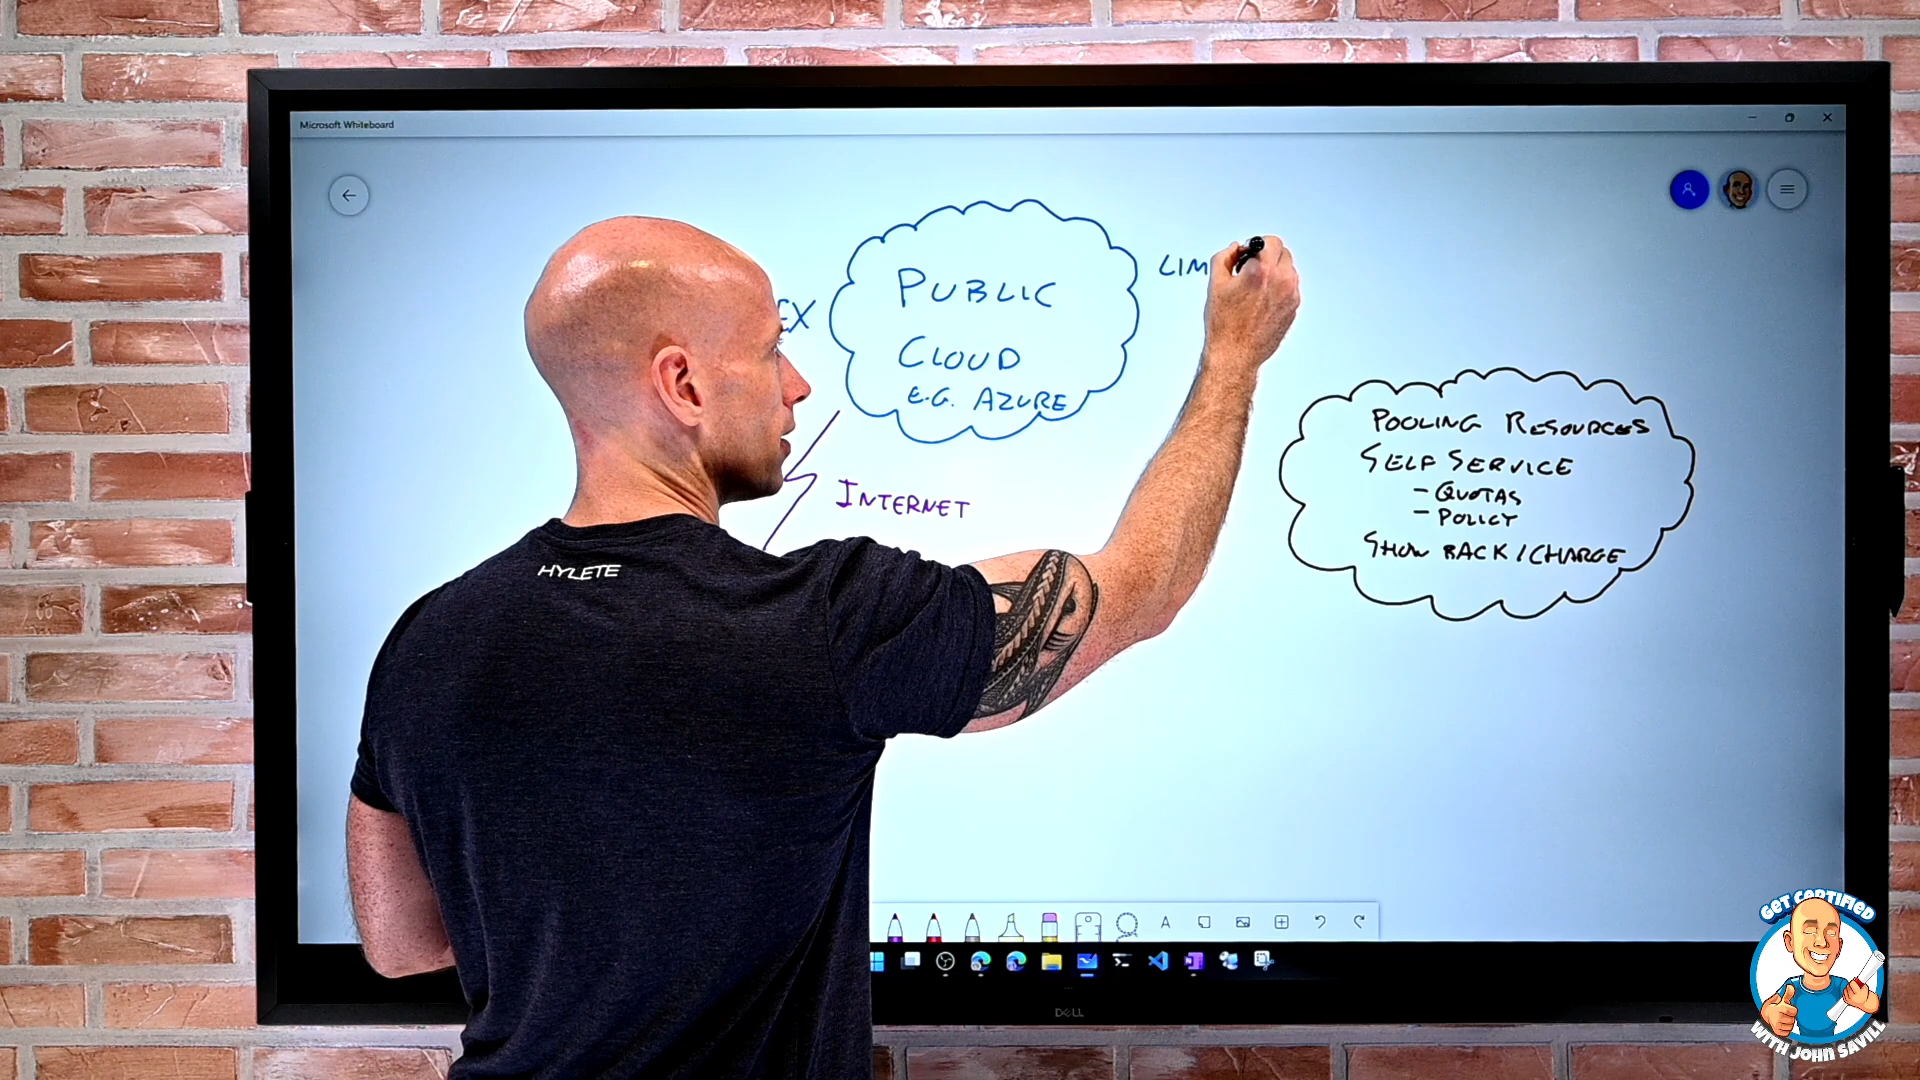 Microsoft Whiteboard
PUBLIC
CLOUD
E.G. AZURE
EX
LIM
INTERNET
POOLING RESOURCES
SELF SERVICE
- QUOTAS
- POLICY
SHOW BACK/CHARGE
HYLETE
A
DELL
GET CERTIFIED
WITH JOHN SAVILL